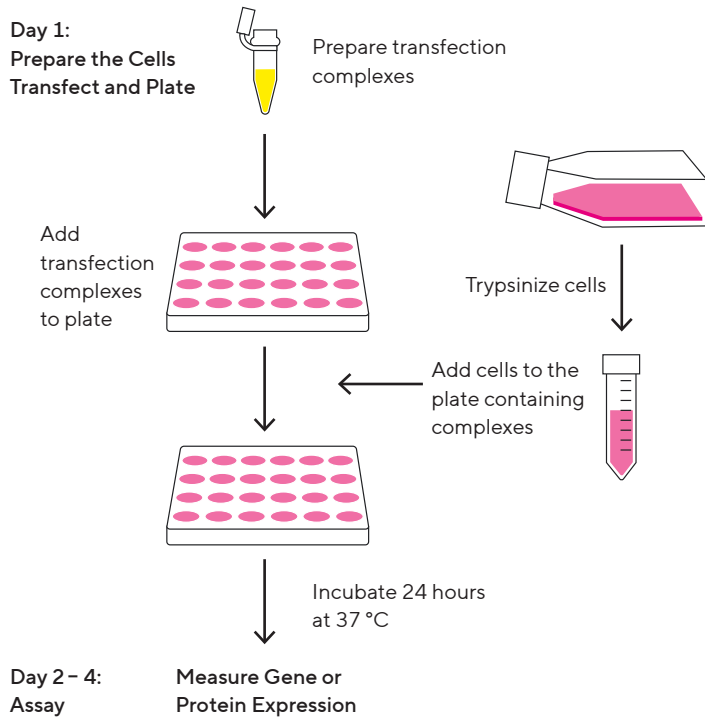 Day 1:
Prepare the Cells
Transfect and Plate
Prepare transfection
complexes
Add
transfection
complexes
to plate
Trypsinize cells
Add cells to the
plate containing
complexes
Incubate 24 hours
at 37 °C
Day 2 – 4:
Assay
Measure Gene or
Protein Expression